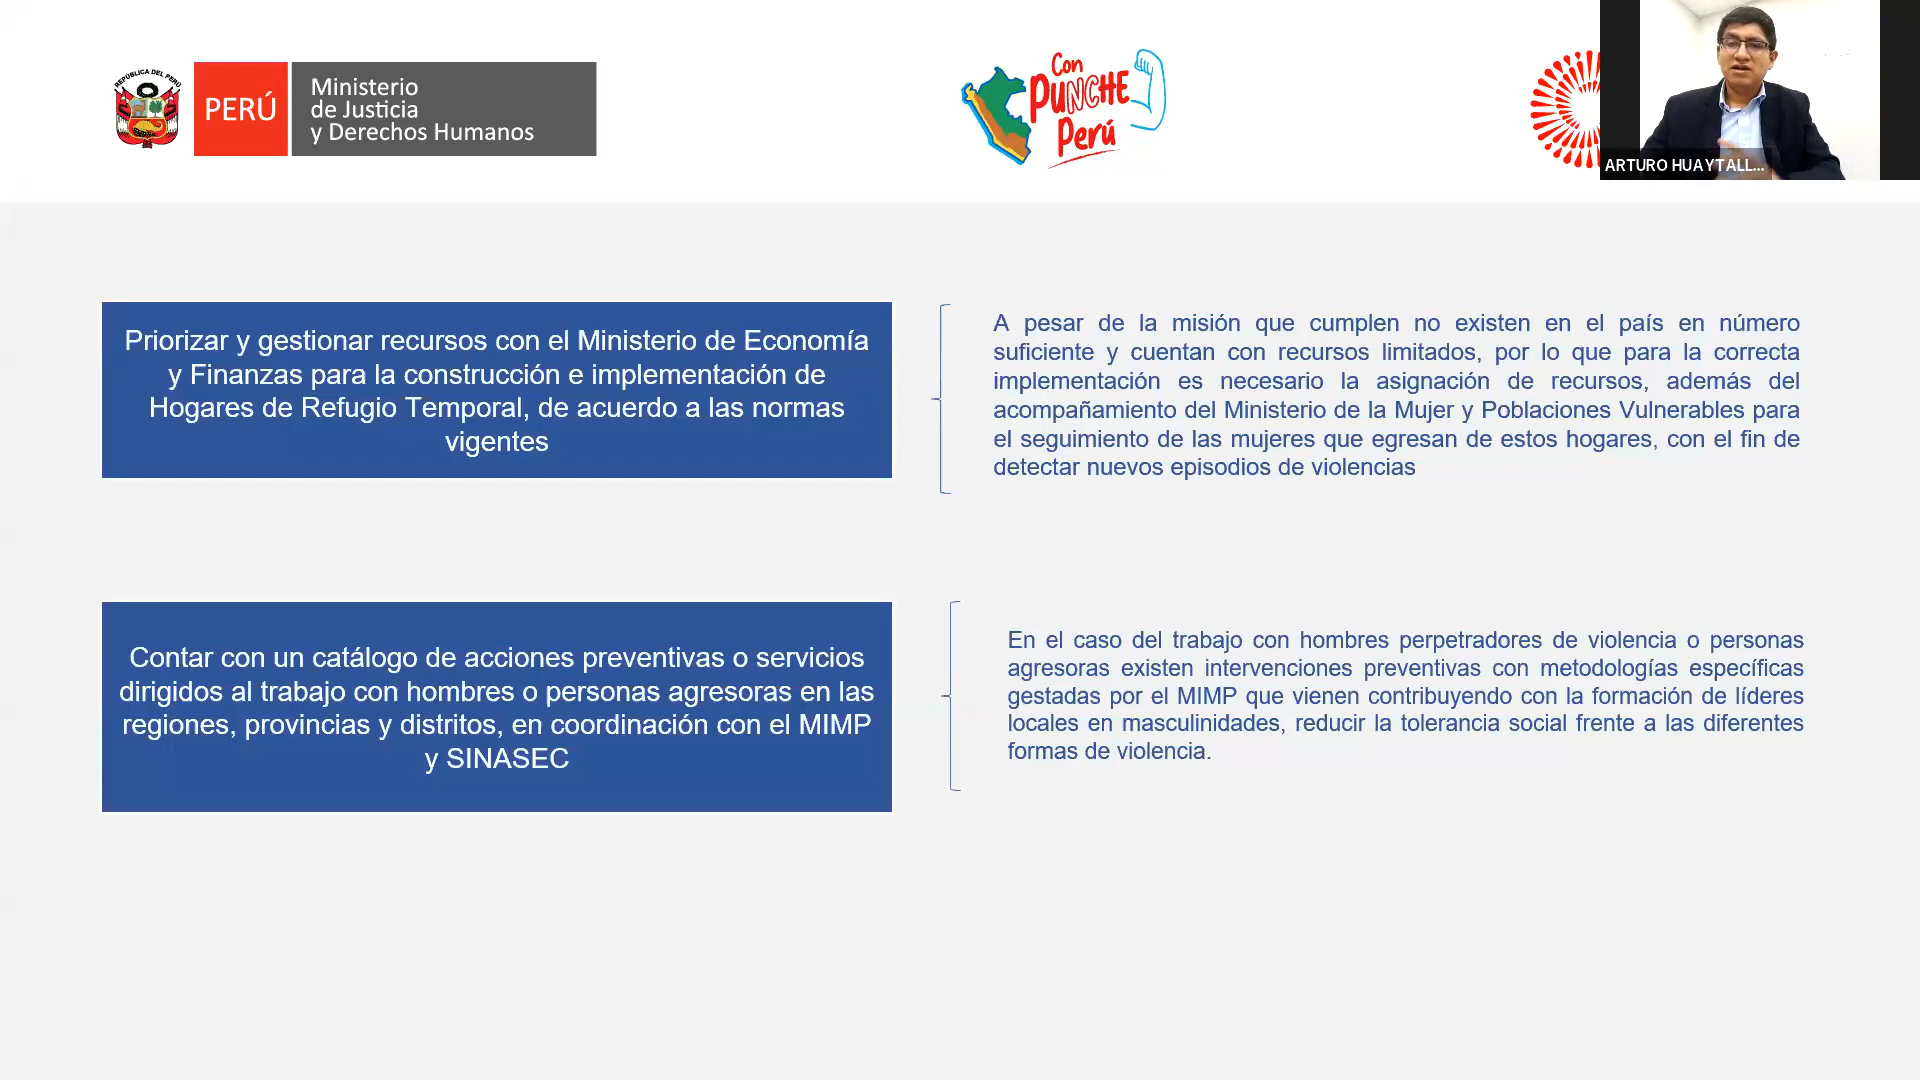 REPÚBLICA DEL PERÚ
PERÚ
Ministerio
de Justicia
y Derechos Humanos
Con
PUNCHE
Perú
ARTURO HUAYTALL...
Priorizar y gestionar recursos con el Ministerio de Economía
y Finanzas para la construcción e implementación de
Hogares de Refugio Temporal, de acuerdo a las normas
vigentes
A pesar de la misión que cumplen no existen en el país en número
suficiente y cuentan con recursos limitados, por lo que para la correcta
implementación es necesario la asignación de recursos, además del
acompañamiento del Ministerio de la Mujer y Poblaciones Vulnerables para
el seguimiento de las mujeres que egresan de estos hogares, con el fin de
detectar nuevos episodios de violencias
Contar con un catálogo de acciones preventivas o servicios
dirigidos al trabajo con hombres o personas agresoras en las
regiones, provincias y distritos, en coordinación con el MIMP
y SINASEC
En el caso del trabajo con hombres perpetradores de violencia o personas
agresoras existen intervenciones preventivas con metodologías específicas
gestadas por el MIMP que vienen contribuyendo con la formación de líderes
locales en masculinidades, reducir la tolerancia social frente a las diferentes
formas de violencia.